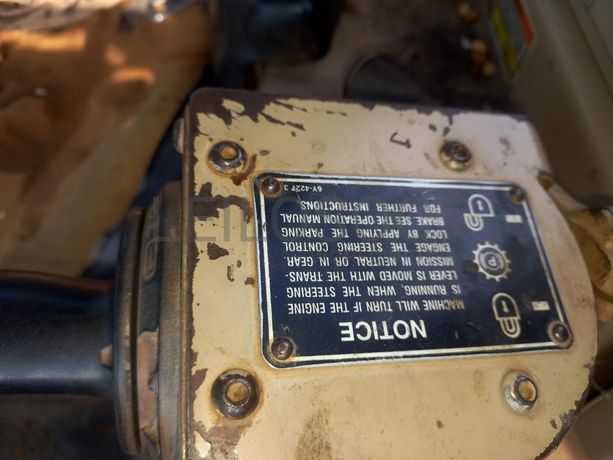 NOTICE
MACHINE WILL TURN IF THE ENGINE
IS RUNNING, WHEN THE STEERING
LEVER IS MOVED WITH THE TRANS-
MISSION IN NEUTRAL OR IN GEAR.
ENGAGE THE STEERING CONTROL
LOCK BY APPLYING THE PARKING
BRAKE SEE THE OPERATION MANUAL
FOR FURTHER INSTRUCTIONS.
P
6Y-4227 3